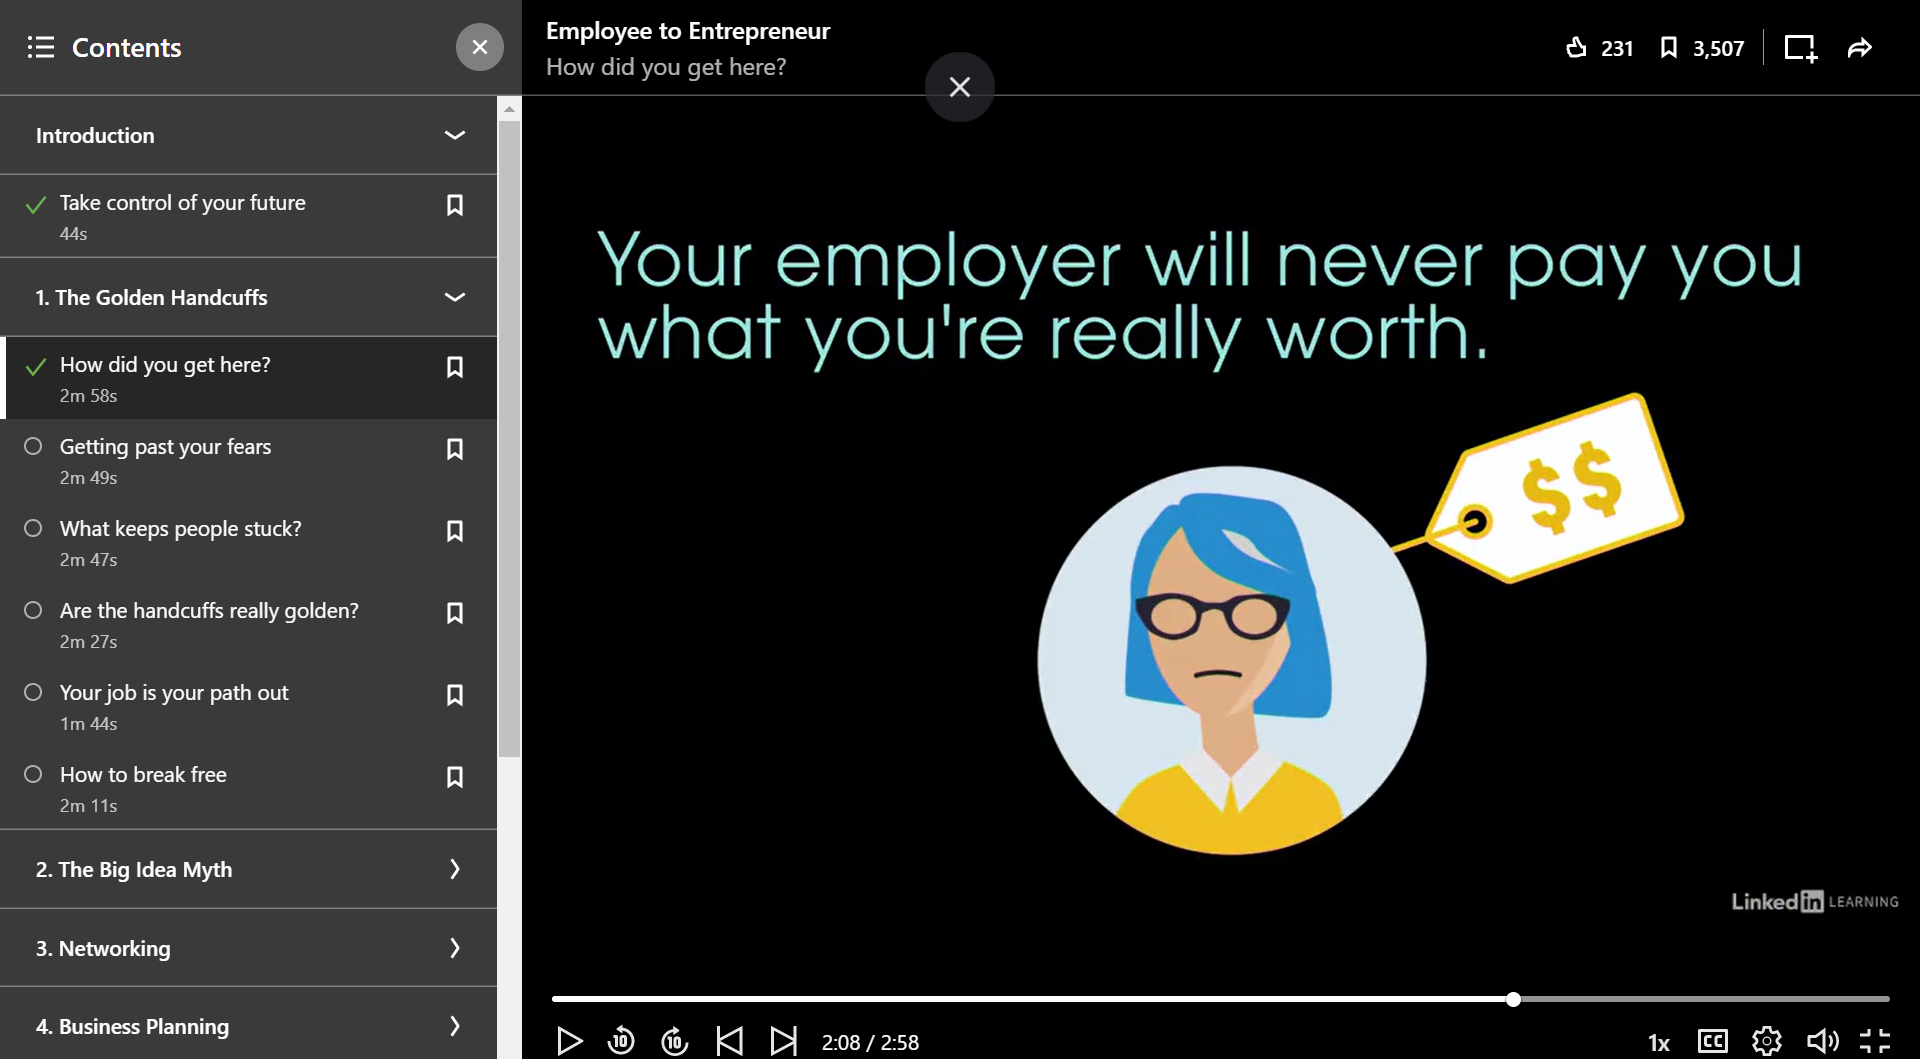 Contents
Introduction
Take control of your future
44s
1. The Golden Handcuffs
How did you get here?
2m 58s
Getting past your fears
2m 49s
What keeps people stuck?
2m 47s
Are the handcuffs really golden?
2m 27s
Your job is your path out
1m 44s
How to break free
2m 11s
2. The Big Idea Myth
3. Networking
4. Business Planning
Employee to Entrepreneur
How did you get here?
231
3,507
Your employer will never pay you
what you're really worth.
$$
Linked in LEARNING
10
10
2:08 / 2:58
1x
CC